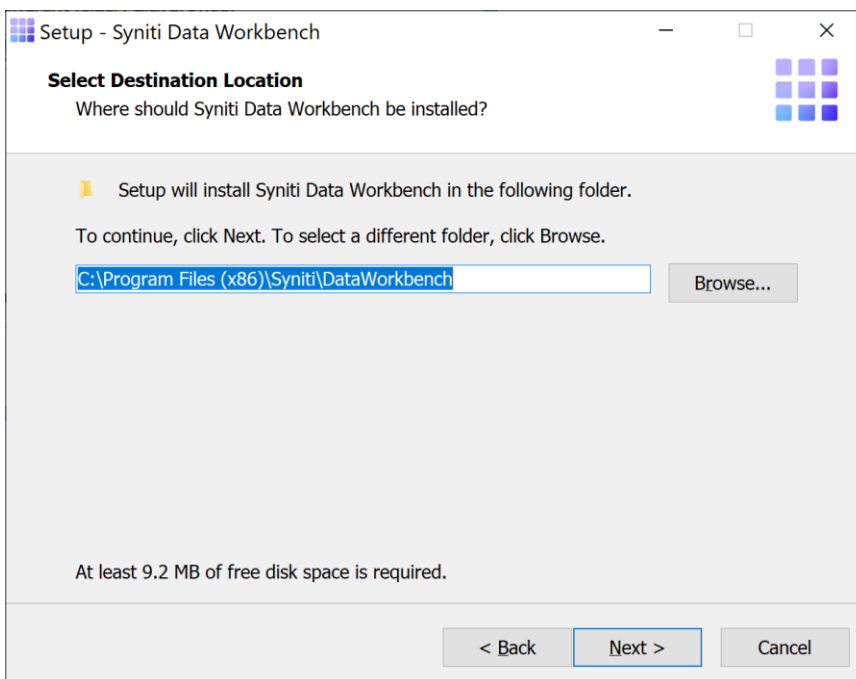 Setup - Syniti Data Workbench
Select Destination Location
Where should Syniti Data Workbench be installed?
Setup will install Syniti Data Workbench in the following folder.
To continue, click Next. To select a different folder, click Browse.
C:\Program Files (x86)\Syniti\DataWorkbench
Browse...
At least 9.2 MB of free disk space is required.
< Back
Next >
Cancel